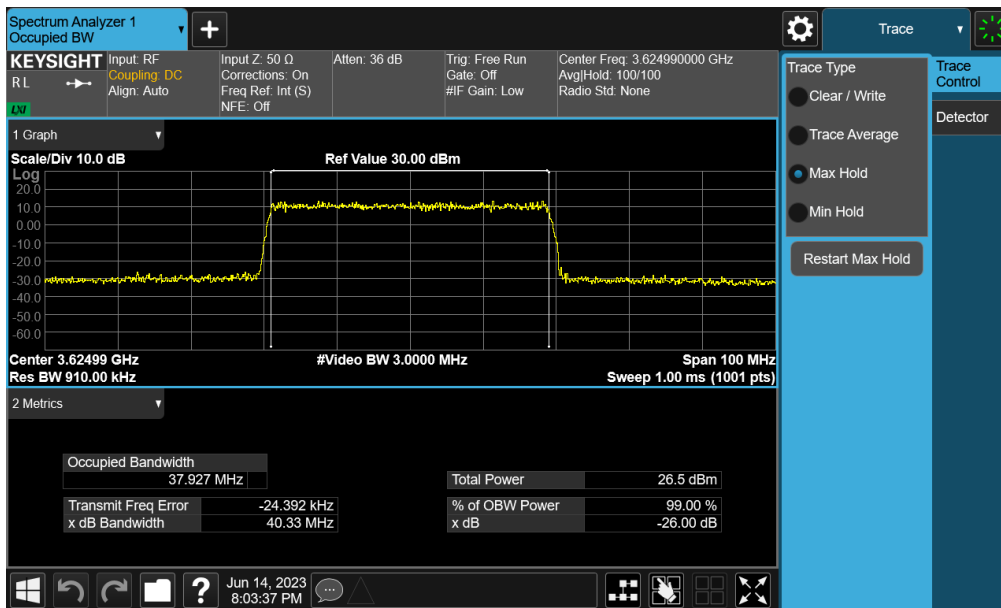 Spectrum Analyzer 1
Occupied BW
+
Trace
KEYSIGHT
R L
LXI
Input: RF
Coupling: DC
Align: Auto
Input Z: 50 Ω
Corrections: On
Freq Ref: Int (S)
NFE: Off
Atten: 36 dB
Trig: Free Run
Gate: Off
#IF Gain: Low
Center Freq: 3.624990000 GHz
Avg|Hold: 100/100
Radio Std: None
Trace Type
Clear / Write
Trace Average
Max Hold
Min Hold
Restart Max Hold
Trace
Control
Detector
1 Graph
Scale/Div 10.0 dB
Ref Value 30.00 dBm
Log
20.0
10.0
0.00
-10.0
-20.0
-30.0
-40.0
-50.0
-60.0
Center 3.62499 GHz
#Video BW 3.0000 MHz
Span 100 MHz
Res BW 910.00 kHz
Sweep 1.00 ms (1001 pts)
2 Metrics
Occupied Bandwidth
37.927 MHz
Total Power 26.5 dBm
Transmit Freq Error -24.392 kHz
% of OBW Power 99.00 %
x dB Bandwidth 40.33 MHz
x dB -26.00 dB
?
Jun 14, 2023
8:03:37 PM